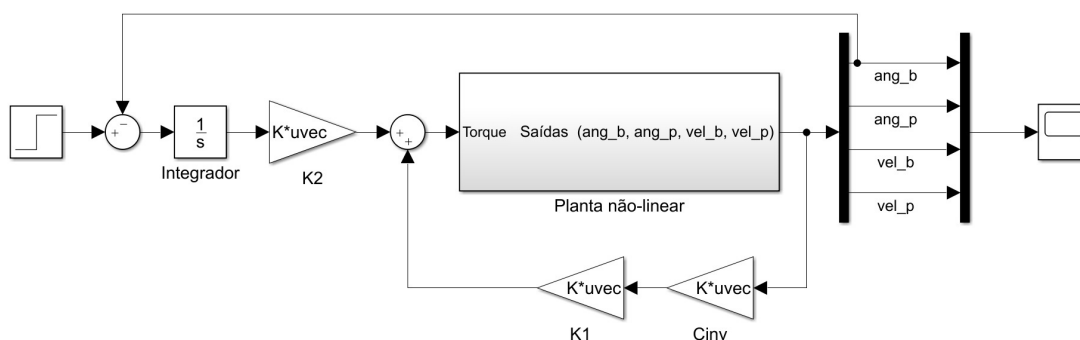 ang_b
K*uvec
1
s
Torque Saídas (ang_b, ang_p, vel_b, vel_p)
ang_p
Integrador
K2
vel_b
Planta não-linear
vel_p
K*uvec
K*uvec
K1
Cinv